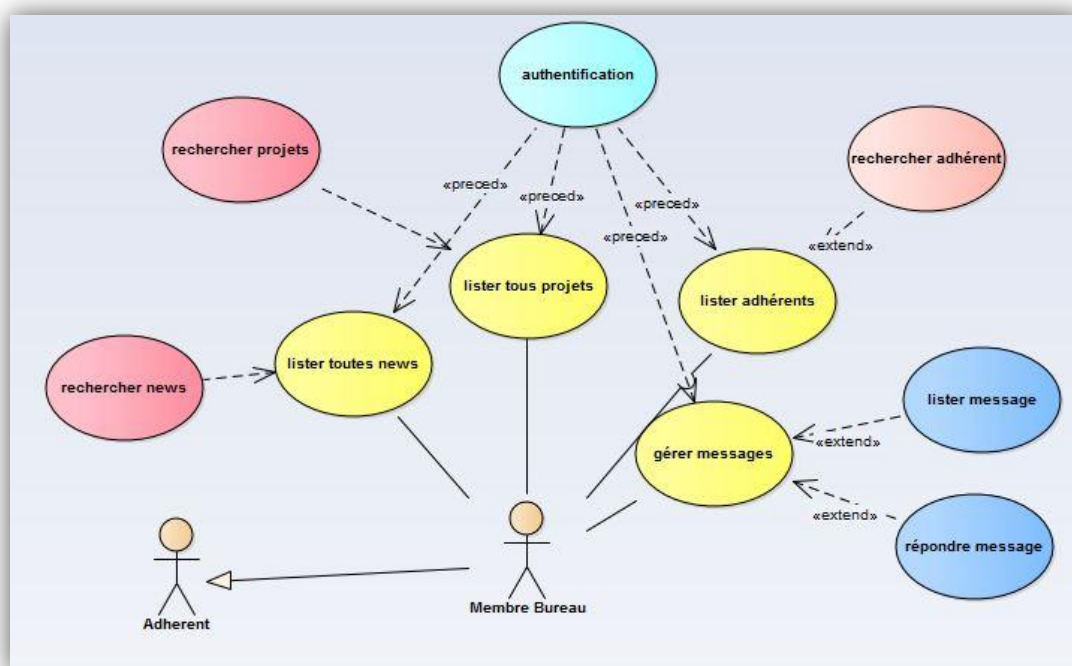 authentification
rechercher projets
rechercher adhérent
«preced»
«preced»
«preced»
«preced»
«extend»
lister tous projets
lister adhérents
lister toutes news
rechercher news
lister message
«extend»
gérer messages
«extend»
répondre message
Membre Bureau
Adherent